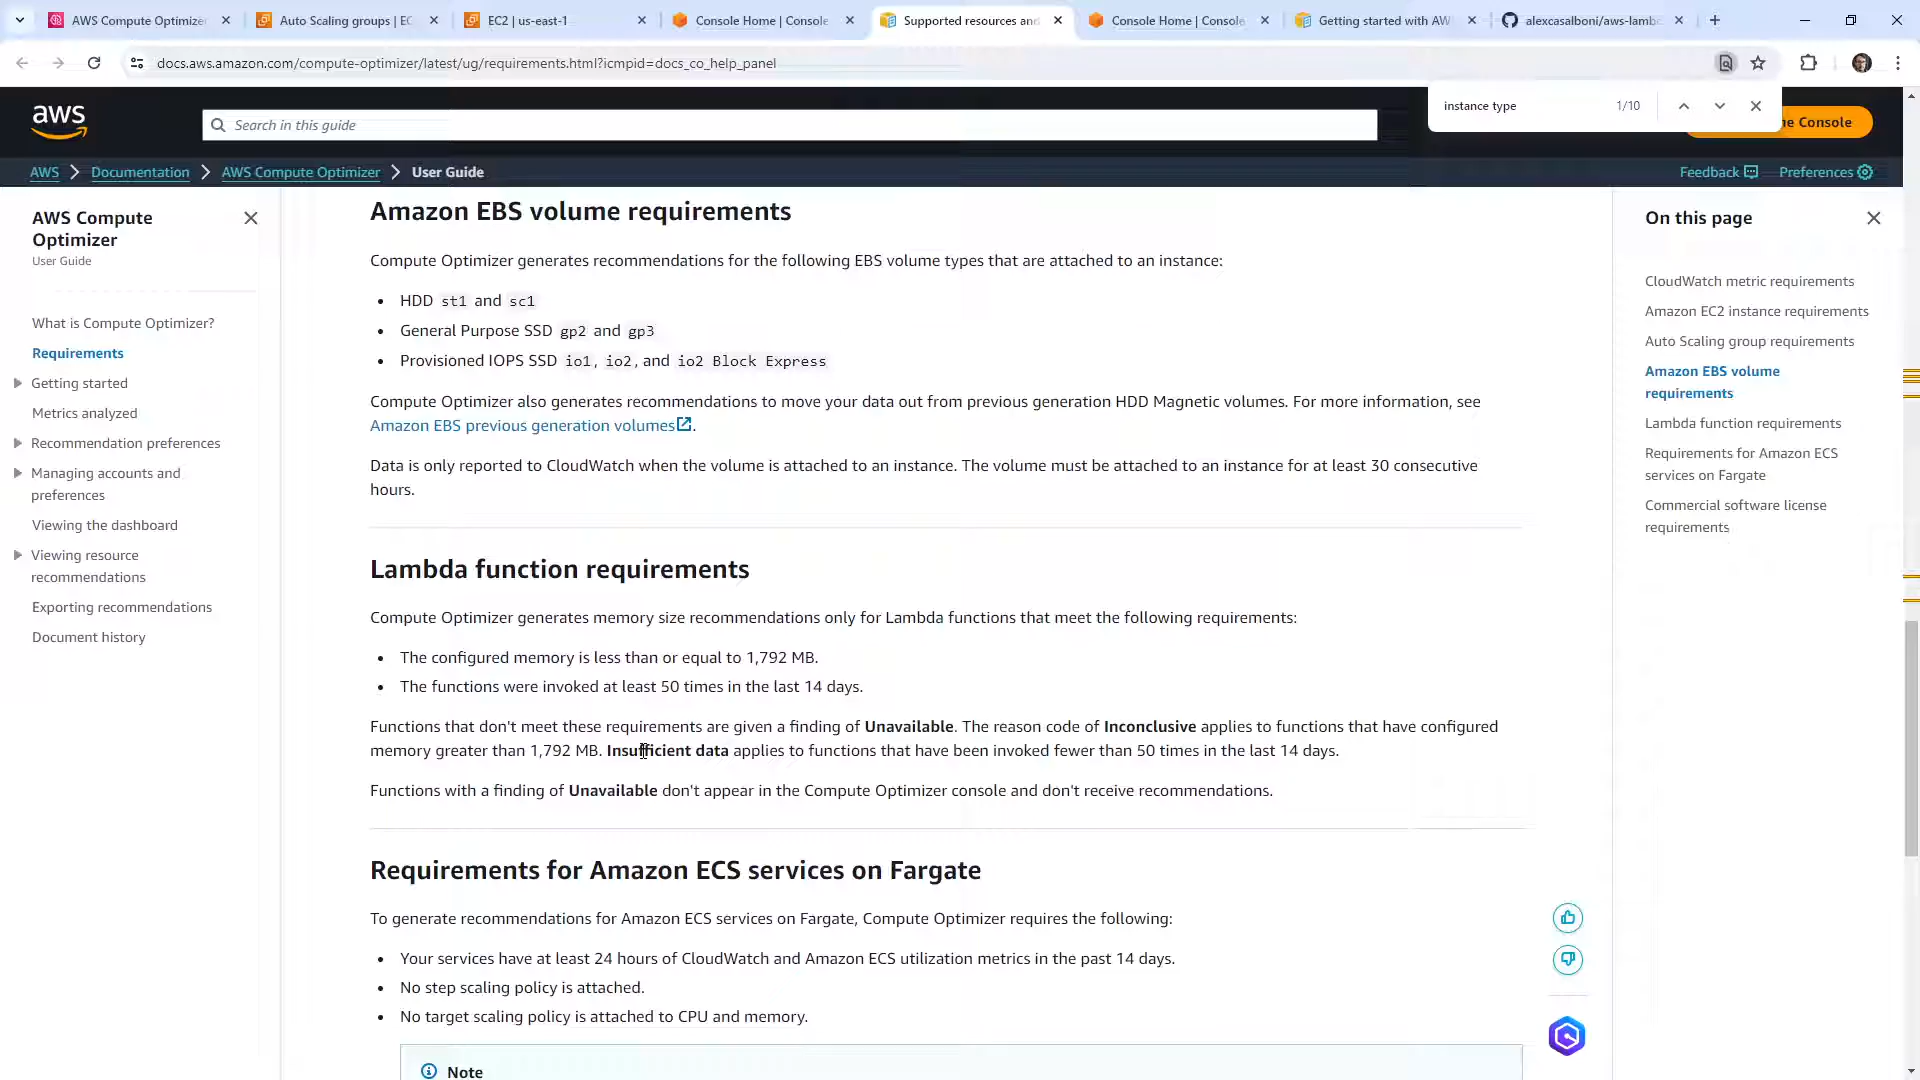 AWS Compute Optimizer
Auto Scaling groups | EC
EC2 | us-east-1
Console Home | Console
Supported resources and
Console Home | Console
Getting started with AW
alexcasalboni/aws-lamb
docs.aws.amazon.com/compute-optimizer/latest/ug/requirements.html?icmpid=docs_co_help_panel
instance type 1/10
aws
Search in this guide
e Console
AWS
Documentation
AWS Compute Optimizer
User Guide
Feedback
Preferences
AWS Compute
Optimizer
User Guide
What is Compute Optimizer?
Requirements
Getting started
Metrics analyzed
Recommendation preferences
Managing accounts and
preferences
Viewing the dashboard
Viewing resource
recommendations
Exporting recommendations
Document history
Amazon EBS volume requirements
Compute Optimizer generates recommendations for the following EBS volume types that are attached to an instance:
• HDD st1 and sc1
• General Purpose SSD gp2 and gp3
• Provisioned IOPS SSD io1, io2, and io2 Block Express
Compute Optimizer also generates recommendations to move your data out from previous generation HDD Magnetic volumes. For more information, see
Amazon EBS previous generation volumes.
Data is only reported to CloudWatch when the volume is attached to an instance. The volume must be attached to an instance for at least 30 consecutive
hours.
Lambda function requirements
Compute Optimizer generates memory size recommendations only for Lambda functions that meet the following requirements:
• The configured memory is less than or equal to 1,792 MB.
• The functions were invoked at least 50 times in the last 14 days.
Functions that don't meet these requirements are given a finding of Unavailable. The reason code of Inconclusive applies to functions that have configured
memory greater than 1,792 MB. Insufficient data applies to functions that have been invoked fewer than 50 times in the last 14 days.
Functions with a finding of Unavailable don't appear in the Compute Optimizer console and don't receive recommendations.
Requirements for Amazon ECS services on Fargate
To generate recommendations for Amazon ECS services on Fargate, Compute Optimizer requires the following:
• Your services have at least 24 hours of CloudWatch and Amazon ECS utilization metrics in the past 14 days.
• No step scaling policy is attached.
• No target scaling policy is attached to CPU and memory.
Note
On this page
CloudWatch metric requirements
Amazon EC2 instance requirements
Auto Scaling group requirements
Amazon EBS volume
requirements
Lambda function requirements
Requirements for Amazon ECS
services on Fargate
Commercial software license
requirements